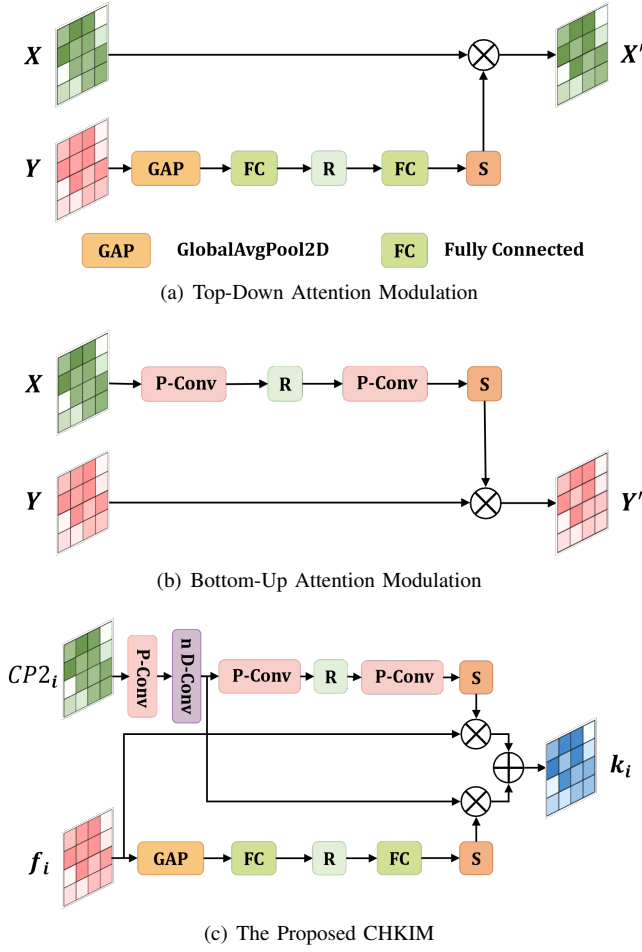 X
X′
Y
GAP
FC
R
FC
S
GAP
GlobalAvgPool2D
FC
Fully Connected
(a) Top-Down Attention Modulation
X
P-Conv
R
P-Conv
S
Y
Y′
(b) Bottom-Up Attention Modulation
CP2ᵢ
P-Conv
n D-Conv
P-Conv
R
P-Conv
S
kᵢ
fᵢ
GAP
FC
R
FC
S
(c) The Proposed CHKIM